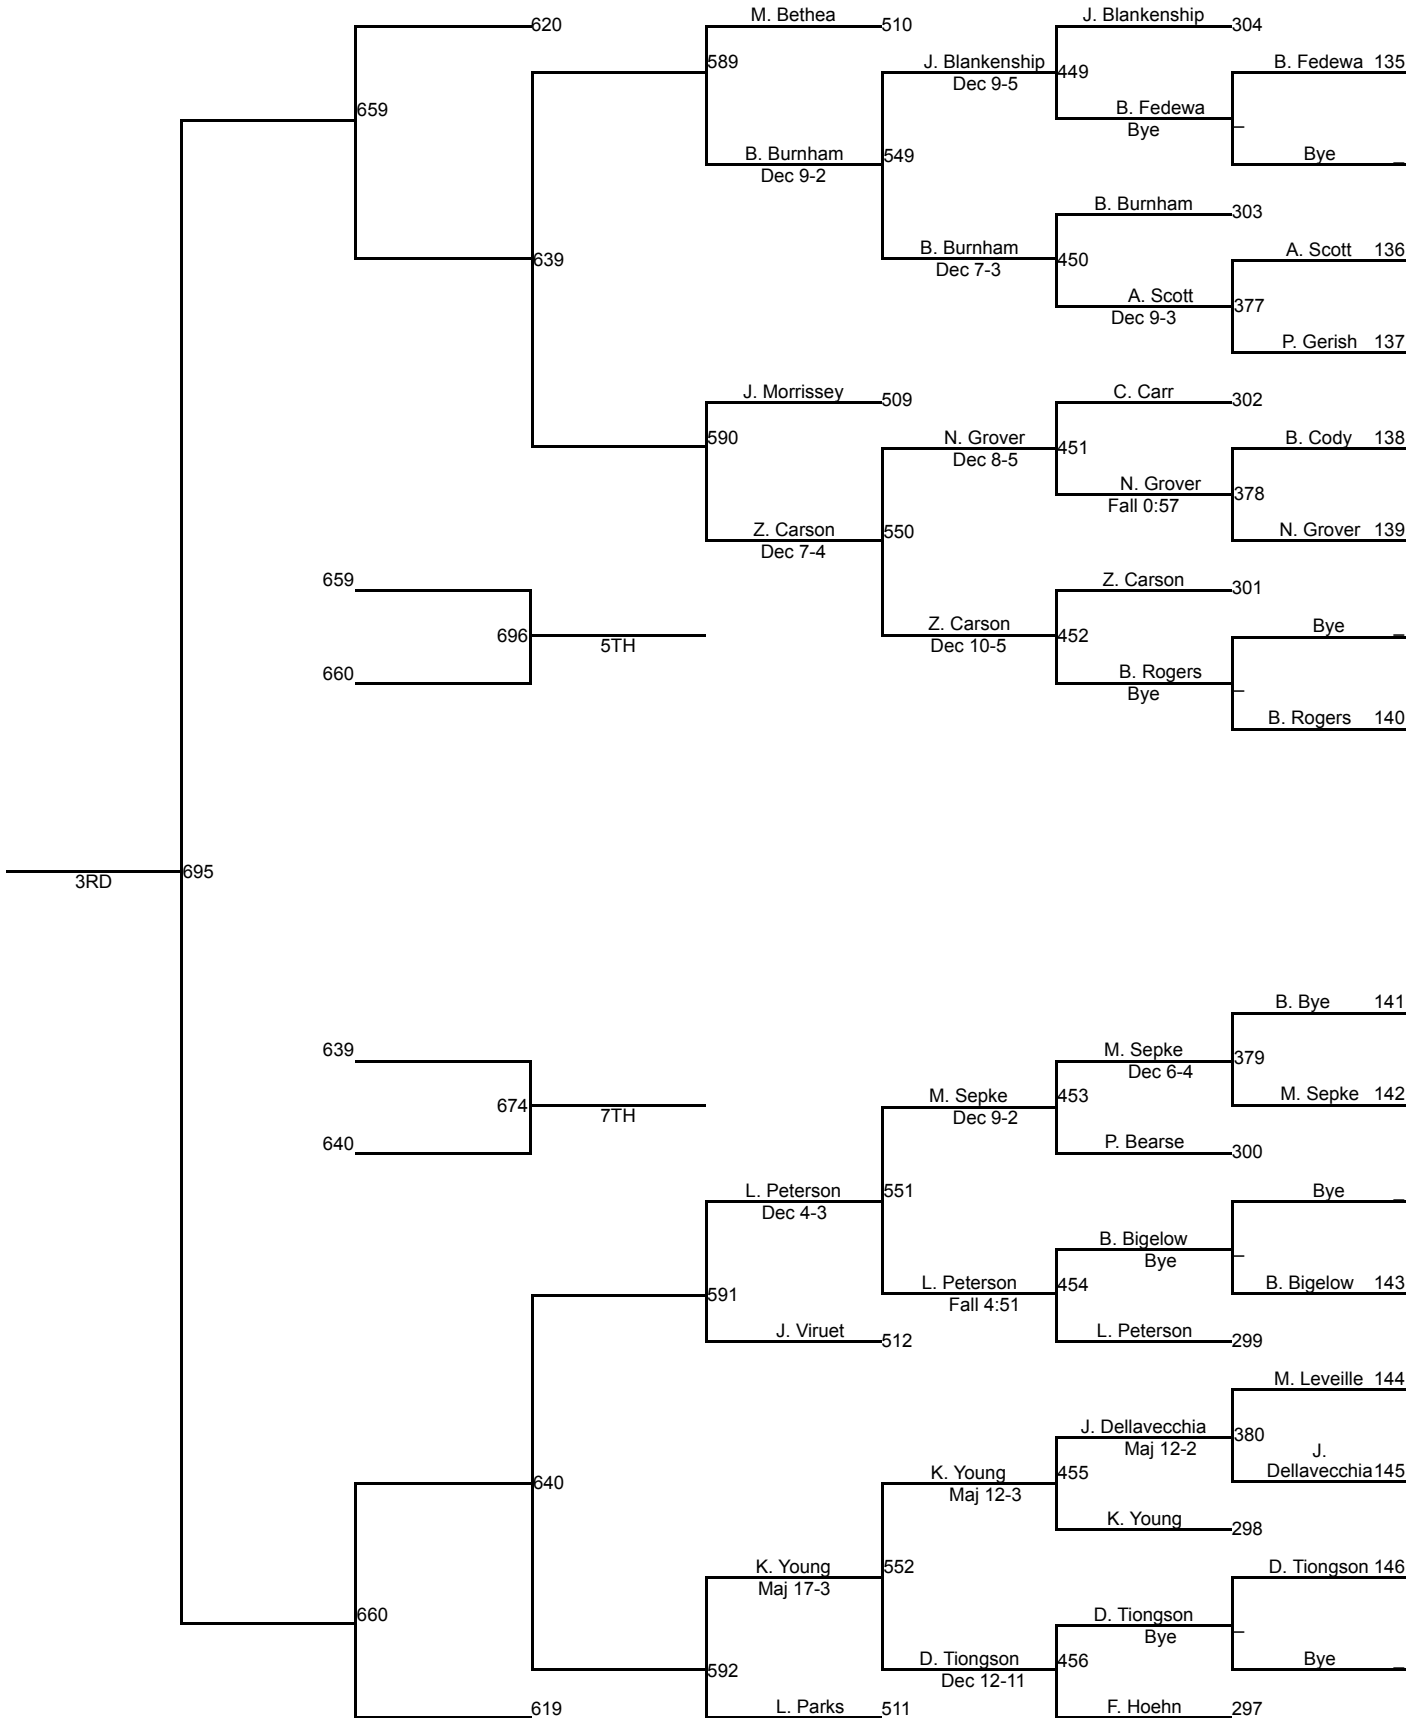 620
M. Bethea
510
J. Blankenship
304
589
J. Blankenship
Dec 9-5
449
B. Fedewa 135
659
B. Fedewa
Bye
_
B. Burnham
Dec 9-2
549
Bye _
B. Burnham
303
639
B. Burnham
Dec 7-3
450
A. Scott 136
A. Scott
Dec 9-3
377
P. Gerish 137
J. Morrissey
509
C. Carr
302
590
N. Grover
Dec 8-5
451
B. Cody 138
N. Grover
Fall 0:57
378
Z. Carson
Dec 7-4
550
N. Grover 139
659
Z. Carson
301
696
5TH
Z. Carson
Dec 10-5
452
Bye _
660
B. Rogers
Bye
_
B. Rogers 140
3RD
695
B. Bye 141
639
M. Sepke
Dec 6-4
379
674
7TH
M. Sepke
Dec 9-2
453
M. Sepke 142
640
P. Bearse
300
L. Peterson
Dec 4-3
551
Bye _
B. Bigelow
Bye
_
591
L. Peterson
Fall 4:51
454
B. Bigelow 143
J. Viruet
512
L. Peterson
299
M. Leveille 144
J. Dellavecchia
Maj 12-2
380
J.
Dellavecchia 145
640
K. Young
Maj 12-3
455
K. Young
298
K. Young
Maj 17-3
552
D. Tiongson 146
660
D. Tiongson
Bye
_
592
D. Tiongson
Dec 12-11
456
Bye _
619
L. Parks
511
F. Hoehn
297